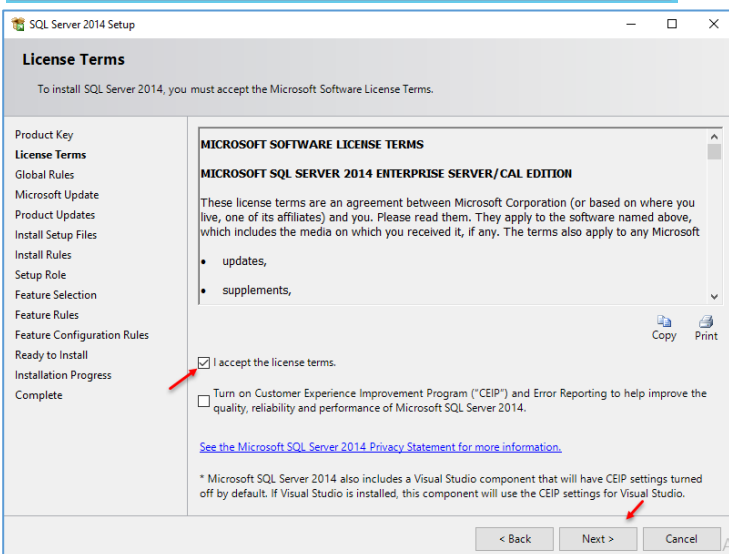 SQL Server 2014 Setup
License Terms
To install SQL Server 2014, you must accept the Microsoft Software License Terms.
Product Key
License Terms
Global Rules
Microsoft Update
Product Updates
Install Setup Files
Install Rules
Setup Role
Feature Selection
Feature Rules
Feature Configuration Rules
Ready to Install
Installation Progress
Complete
MICROSOFT SOFTWARE LICENSE TERMS
MICROSOFT SQL SERVER 2014 ENTERPRISE SERVER/CAL EDITION
These license terms are an agreement between Microsoft Corporation (or based on where you
live, one of its affiliates) and you. Please read them. They apply to the software named above,
which includes the media on which you received it, if any. The terms also apply to any Microsoft
• updates,
• supplements,
Copy Print
I accept the license terms.
Turn on Customer Experience Improvement Program ("CEIP") and Error Reporting to help improve the
quality, reliability and performance of Microsoft SQL Server 2014.
See the Microsoft SQL Server 2014 Privacy Statement for more information.
* Microsoft SQL Server 2014 also includes a Visual Studio component that will have CEIP settings turned
off by default. If Visual Studio is installed, this component will use the CEIP settings for Visual Studio.
< Back Next > Cancel